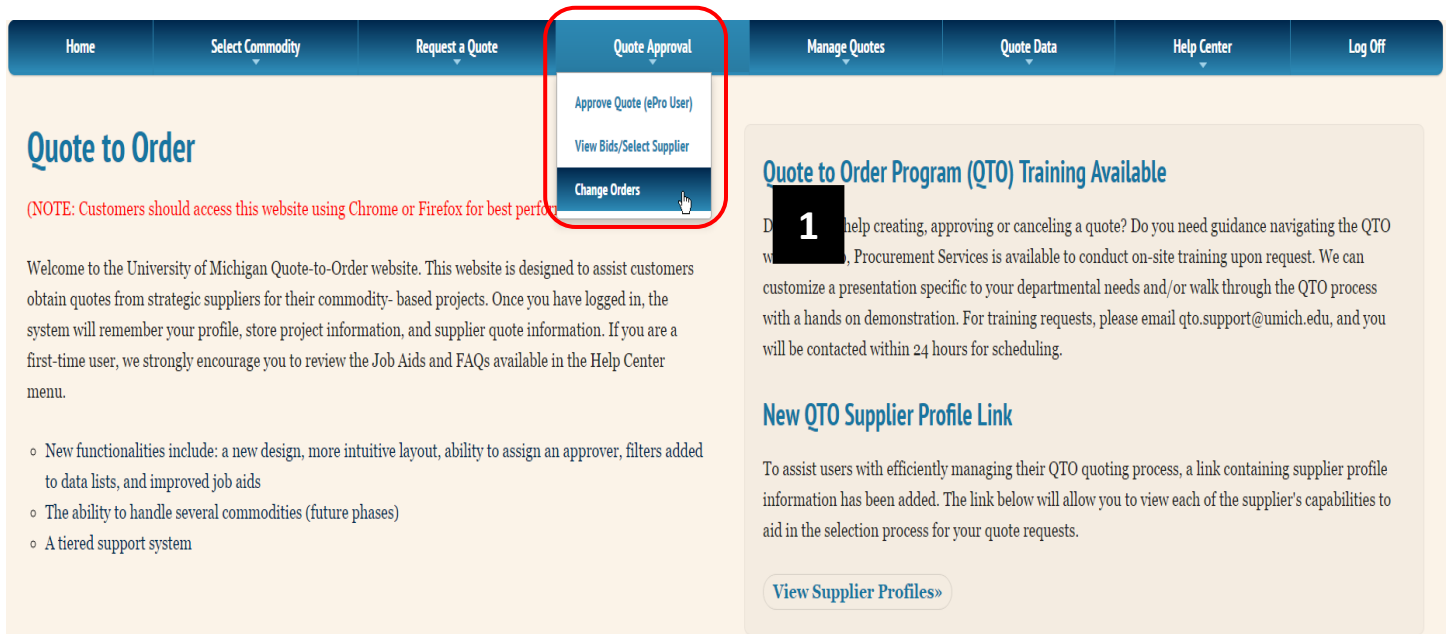 Home Select Commodity Request a Quote Quote Approval Manage Quotes Quote Data Help Center Log Off
Approve Quote (ePro User)
View Bids/Select Supplier
Change Orders
Quote to Order
(NOTE: Customers should access this website using Chrome or Firefox for best
Welcome to the University of Michigan Quote-to-Order website. This website is designed to assist customers
obtain quotes from strategic suppliers for their commodity- based projects. Once you have logged in, the
system will remember your profile, store project information, and supplier quote information. If you are a
first-time user, we strongly encourage you to review the Job Aids and FAQs available in the Help Center
menu.
New functionalities include: a new design, more intuitive layout, ability to assign an approver, filters added
to data lists, and improved job aids
The ability to handle several commodities (future phases)
A tiered support system
Quote to Order Program (QTO) Training Available
1
help creating, approving or canceling a quote? Do you need guidance navigating the QTO
, Procurement Services is available to conduct on-site training upon request. We can
customize a presentation specific to your departmental needs and/or walk through the QTO process
with a hands on demonstration. For training requests, please email qto.support@umich.edu, and you
will be contacted within 24 hours for scheduling.
New QTO Supplier Profile Link
To assist users with efficiently managing their QTO quoting process, a link containing supplier profile
information has been added. The link below will allow you to view each of the supplier's capabilities to
aid in the selection process for your quote requests.
View Supplier Profiles»